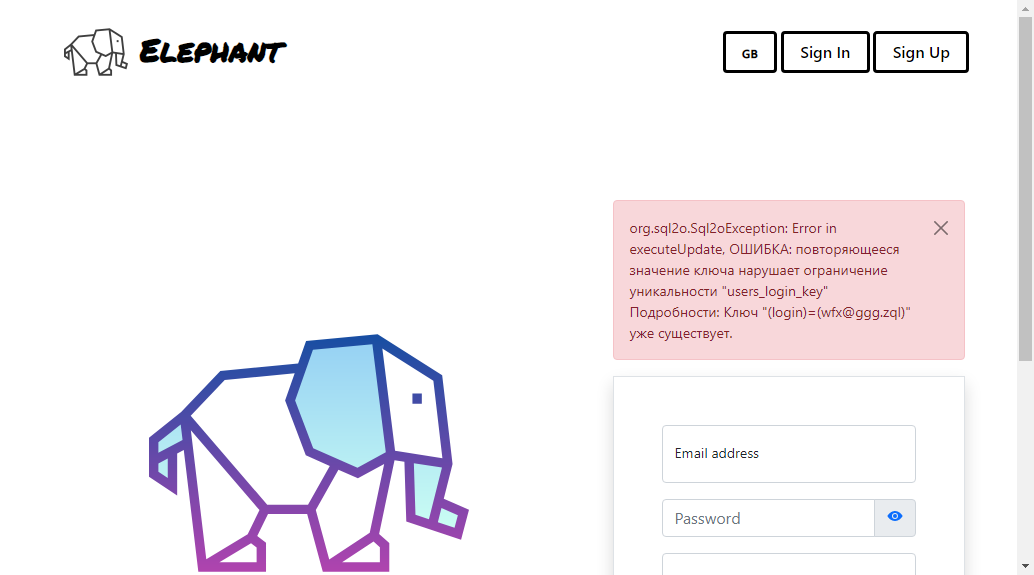 Elephant
GB
Sign In
Sign Up
org.sql2o.Sql2oException: Error in
executeUpdate, ОШИБКА: повторяющееся
значение ключа нарушает ограничение
уникальности "users_login_key"
Подробности: Ключ "(login)=(wfx@ggg.zql)"
уже существует.
Email address
Password